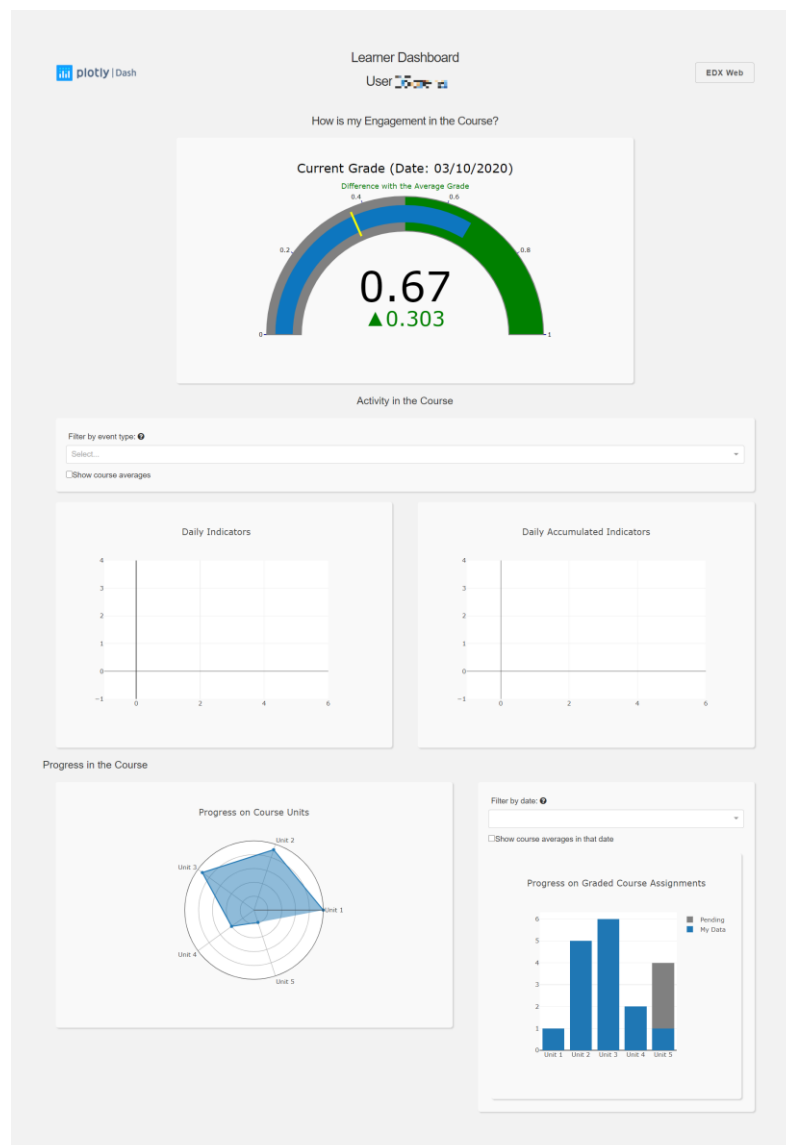 Learner Dashboard
plotly | Dash
User
EDX Web
How is my Engagement in the Course?
Current Grade (Date: 03/10/2020)
Difference with the Average Grade
0.4
0.6
0.2
0.8
0.67
▲0.303
0
1
Activity in the Course
Filter by event type:
Select...
Show course averages
Daily Indicators
4
3
2
1
0
−1
0 2 4 6
Daily Accumulated Indicators
4
3
2
1
0
−1
0 2 4 6
Progress in the Course
Progress on Course Units
Unit 2
Unit 3
Unit 1
Unit 4
Unit 5
Filter by date:
Show course averages in that date
Progress on Graded Course Assignments
Pending
My Data
6
5
4
3
2
1
0
Unit 1 Unit 2 Unit 3 Unit 4 Unit 5